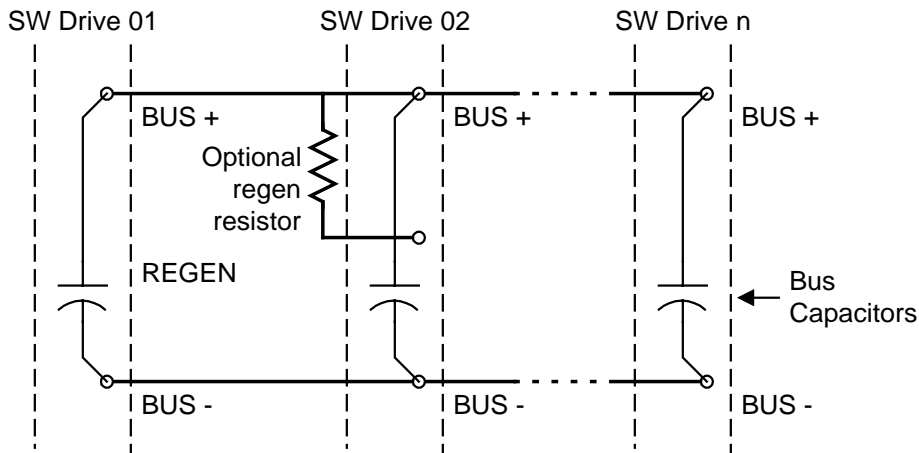 SW Drive 01
SW Drive 02
SW Drive n
BUS +
BUS +
BUS +
Optional
regen
resistor
REGEN
Bus
Capacitors
BUS -
BUS -
BUS -